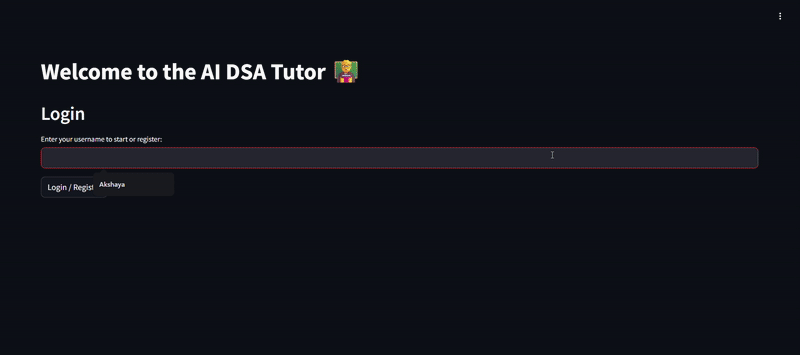 Welcome to the AI DSA Tutor
Login
Enter your username to start or register:
Login / Regist
Akshaya